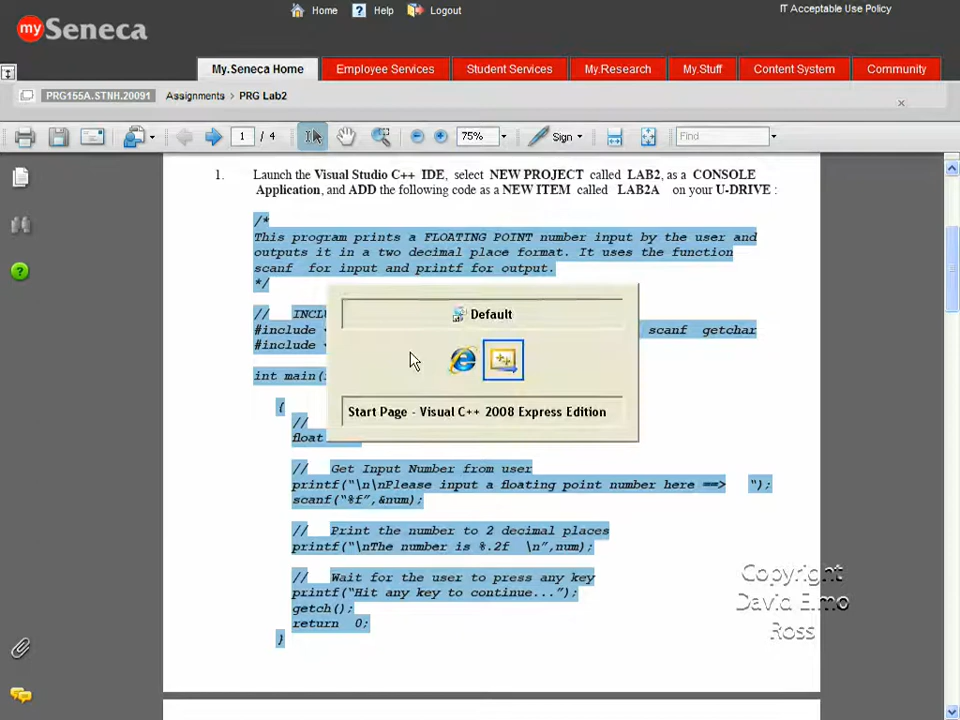 Home Help Logout
IT Acceptable Use Policy
my Seneca
My.Seneca Home Employee Services Student Services My.Research My.Stuff Content System Community
PRG155A.STNH.20091 Assignments > PRG Lab2
1 / 4 75% Sign Find
1. Launch the Visual Studio C++ IDE, select NEW PROJECT called LAB2, as a CONSOLE
Application, and ADD the following code as a NEW ITEM called LAB2A on your U-DRIVE :
/*
This program prints a FLOATING POINT number input by the user and
outputs it in a two decimal place format. It uses the function
scanf for input and printf for output.
*/
// INCLU
#include < scanf getchar
#include <
int main(
{
//
float
Default
Start Page - Visual C++ 2008 Express Edition
// Get Input Number from user
printf("\n\nPlease input a floating point number here ==> ");
scanf("%f",&num);
// Print the number to 2 decimal places
printf("\nThe number is %.2f \n",num);
// Wait for the user to press any key
printf("Hit any key to continue...");
getch();
return 0;
}
Copyright
David Elmo
Ross